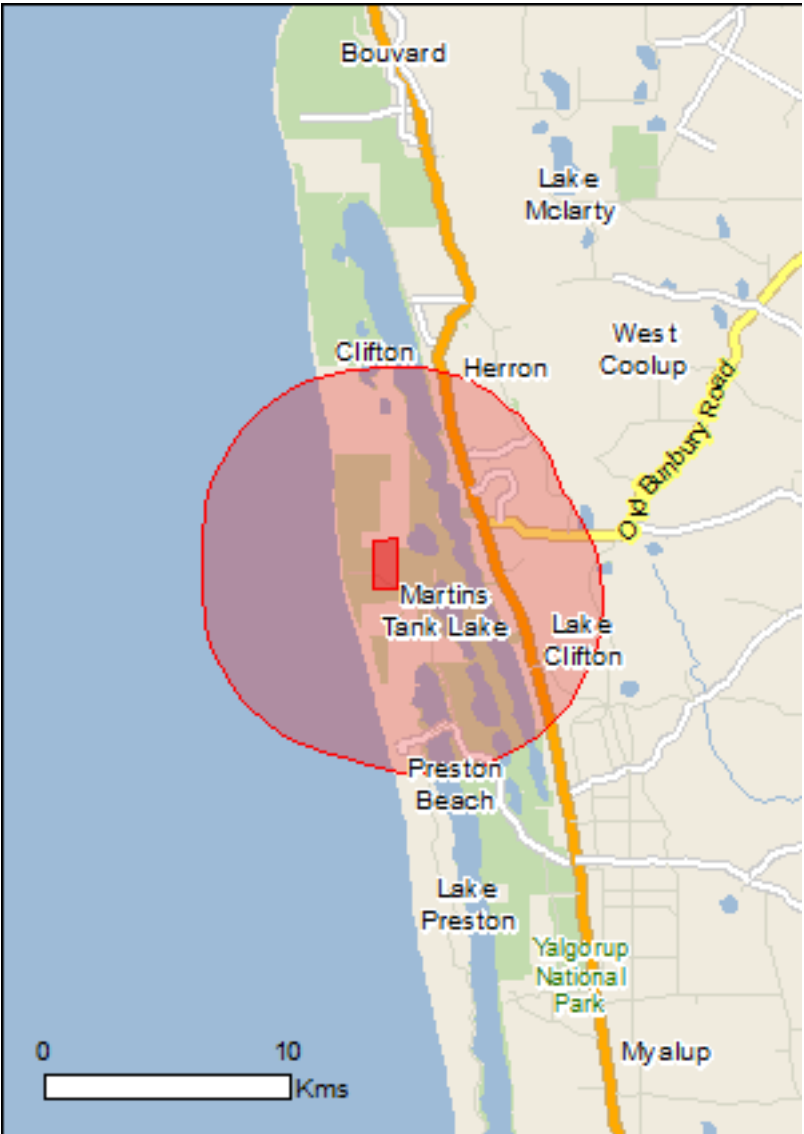 Bouvard
Lake
Mclarty
West
Coolup
Clifton
Herron
Old Bunbury Road
Martins
Tank Lake
Lake
Clifton
Preston
Beach
Lake
Preston
Yalgorup
National
Park
Myalup
0 10
Kms